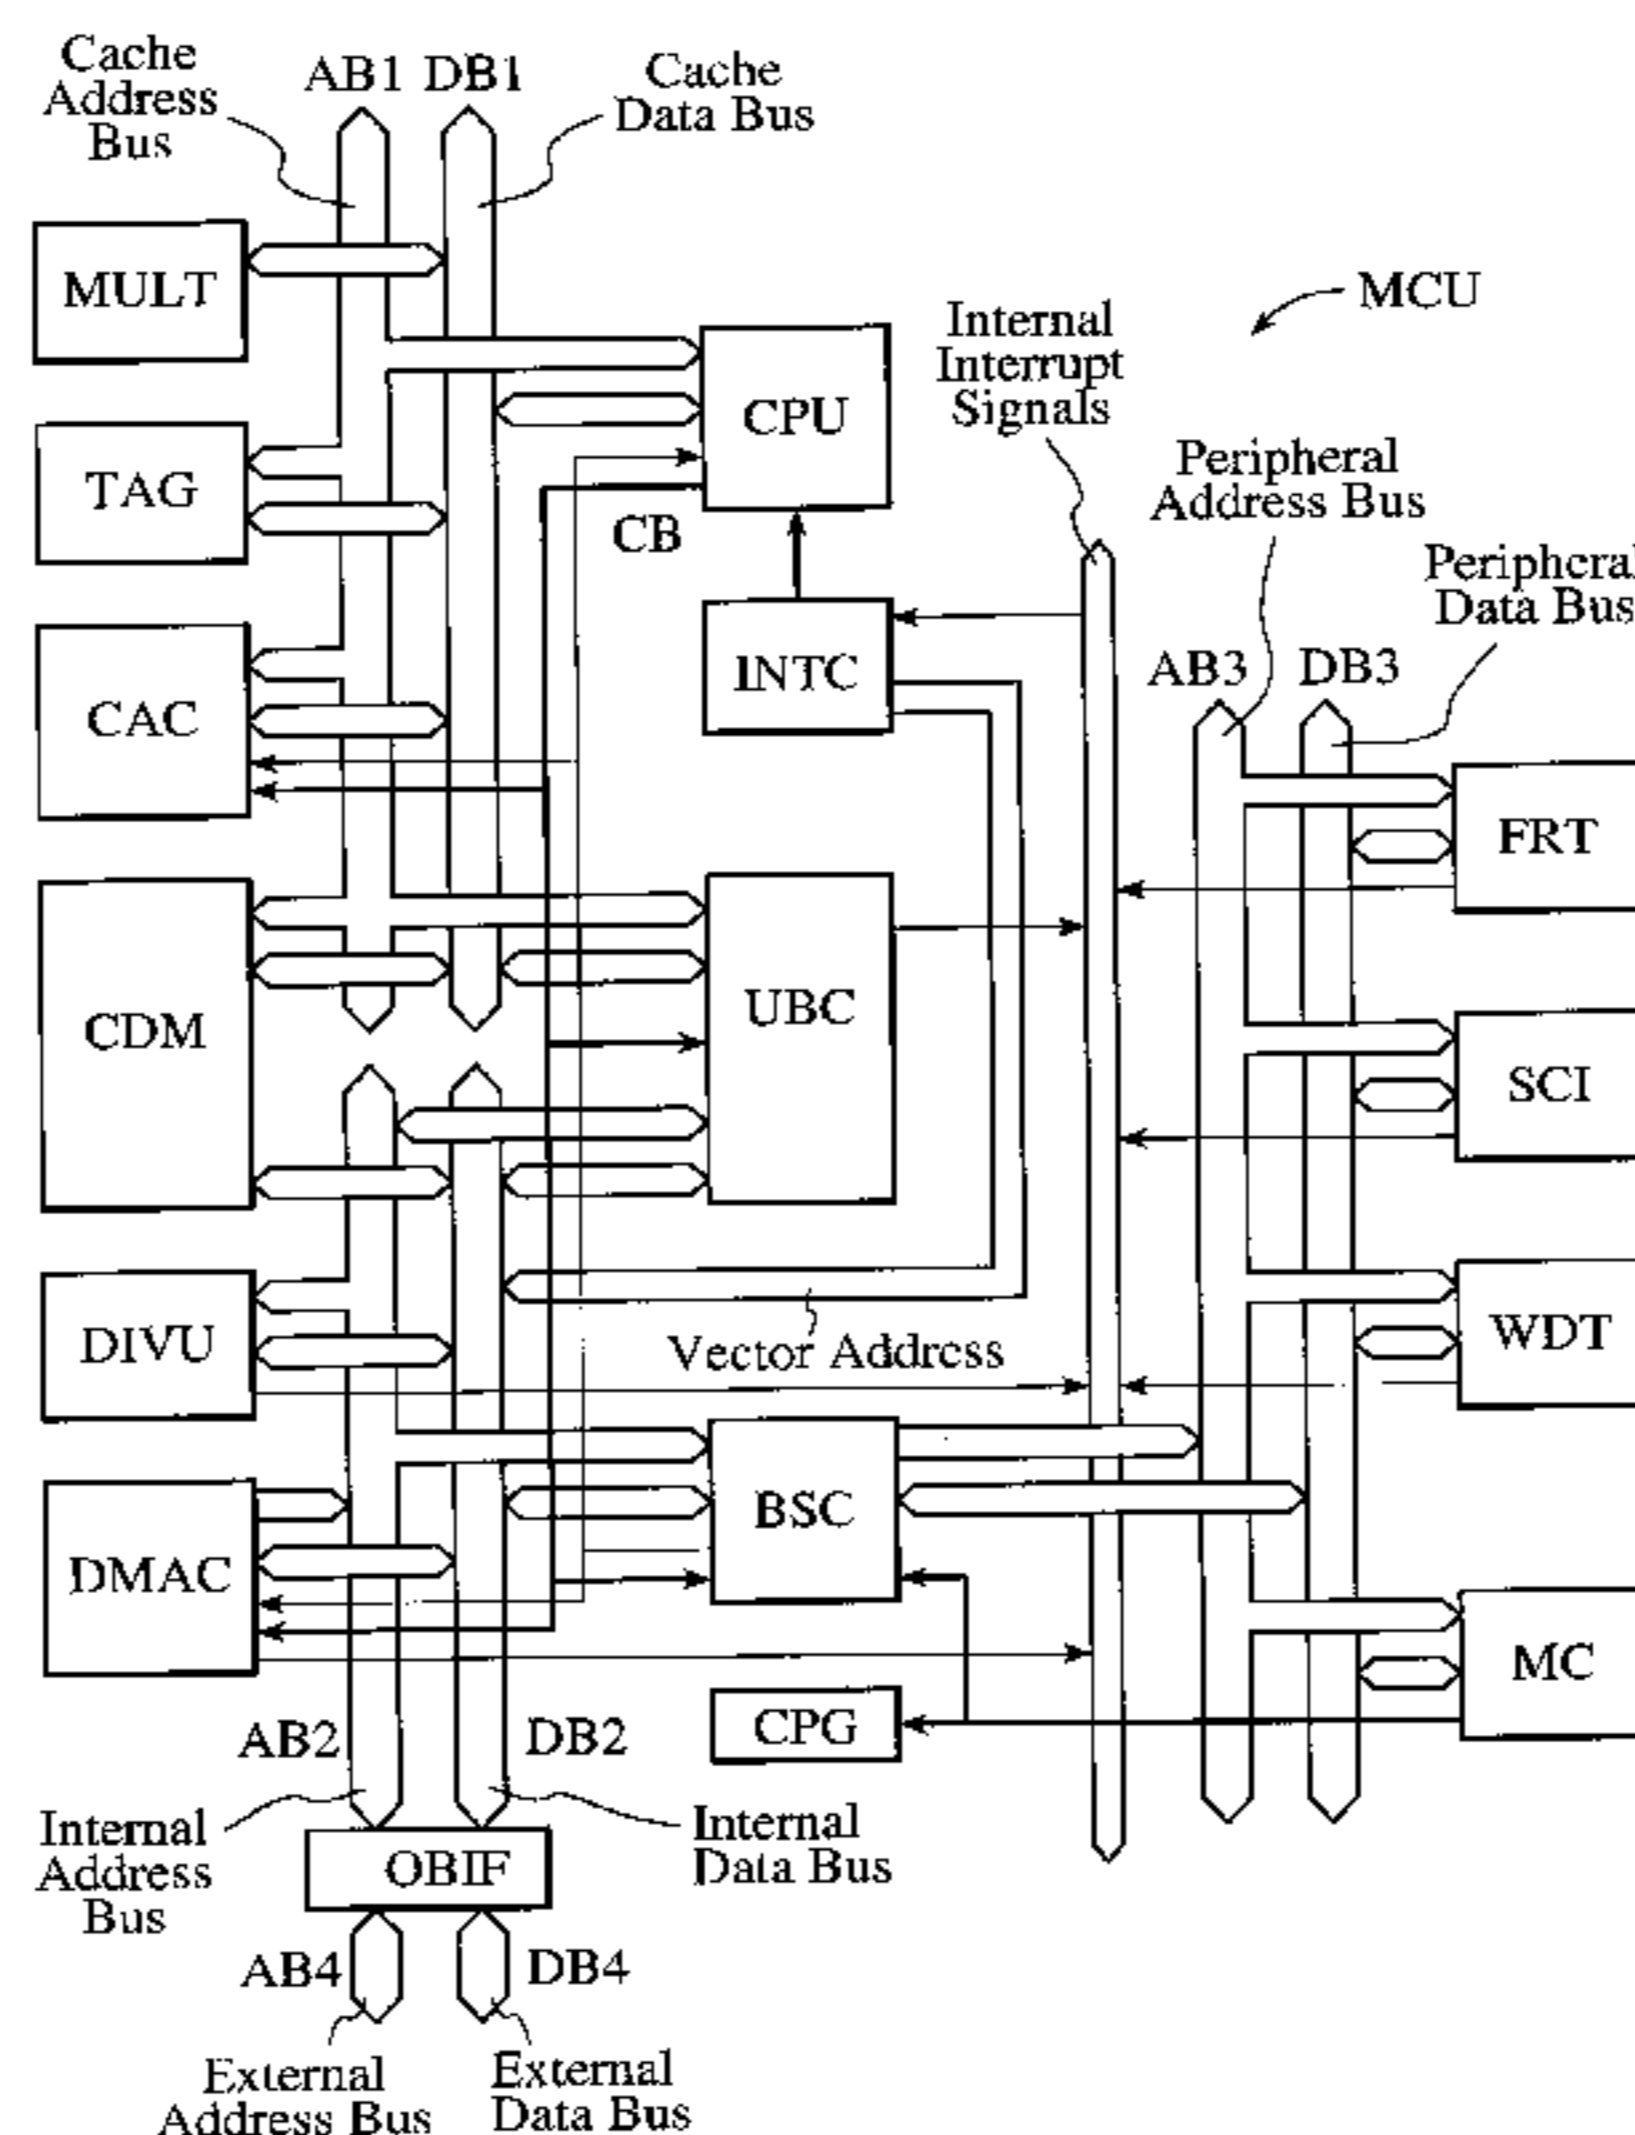 Cache
Address
Bus
AB1
DB1
Cache
Data Bus
MULT
MCU
Internal
Interrupt
Signals
CPU
TAG
CB
Peripheral
Address Bus
Peripheral
Data Bus
INTC
CAC
AB3
DB3
FRT
CDM
UBC
SCI
DIVU
Vector Address
WDT
BSC
DMAC
MC
CPG
AB2
DB2
Internal
Address
Bus
Internal
Data Bus
OBIF
AB4
DB4
External
Address Bus
External
Data Bus